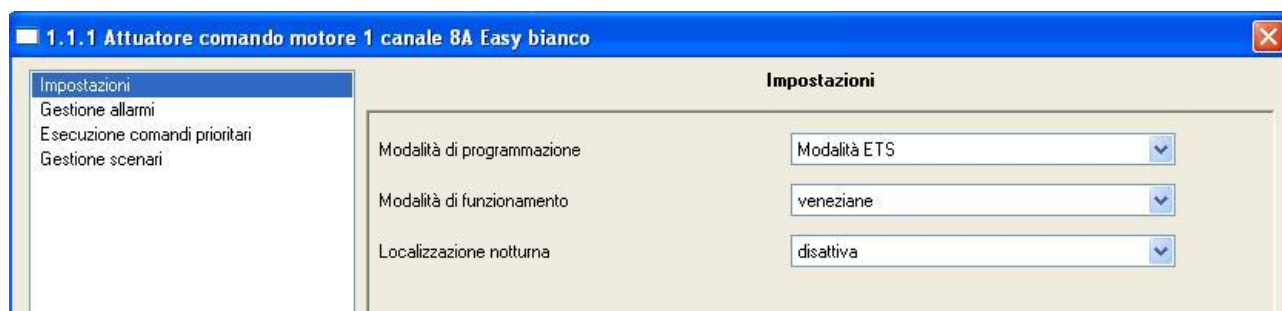 1.1.1 Attuatore comando motore 1 canale 8A Easy bianco
Impostazioni
Gestione allarmi
Esecuzione comandi prioritari
Gestione scenari
Impostazioni
Modalità di programmazione Modalità ETS
Modalità di funzionamento veneziane
Localizzazione notturna disattiva